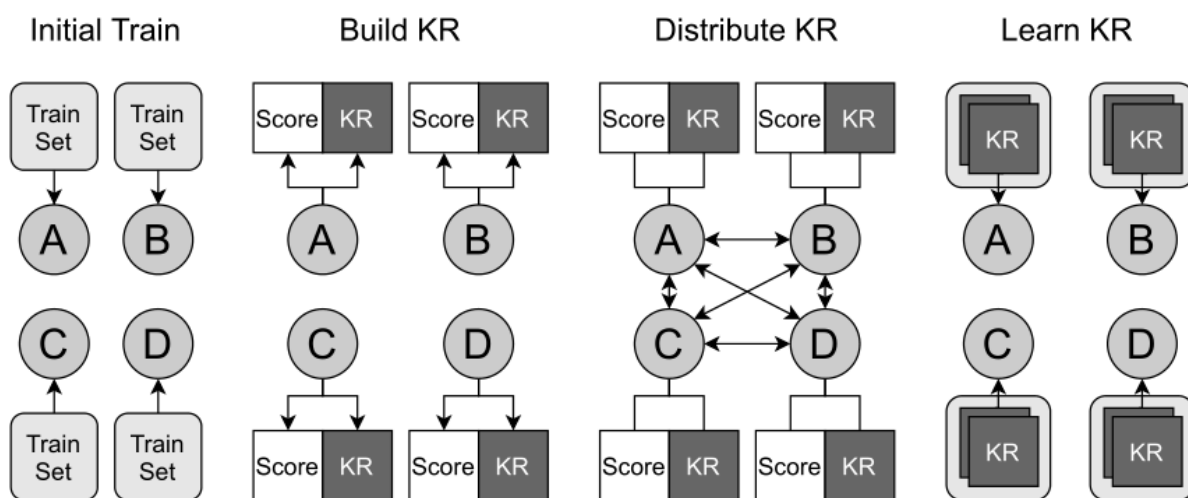 Initial Train
Build KR
Distribute KR
Learn KR
Train
Set
Train
Set
A
B
C
D
Train
Set
Train
Set
Score KR
Score KR
A
B
C
D
Score KR
Score KR
Score KR
Score KR
A
B
C
D
Score KR
Score KR
KR
KR
A
B
C
D
KR
KR